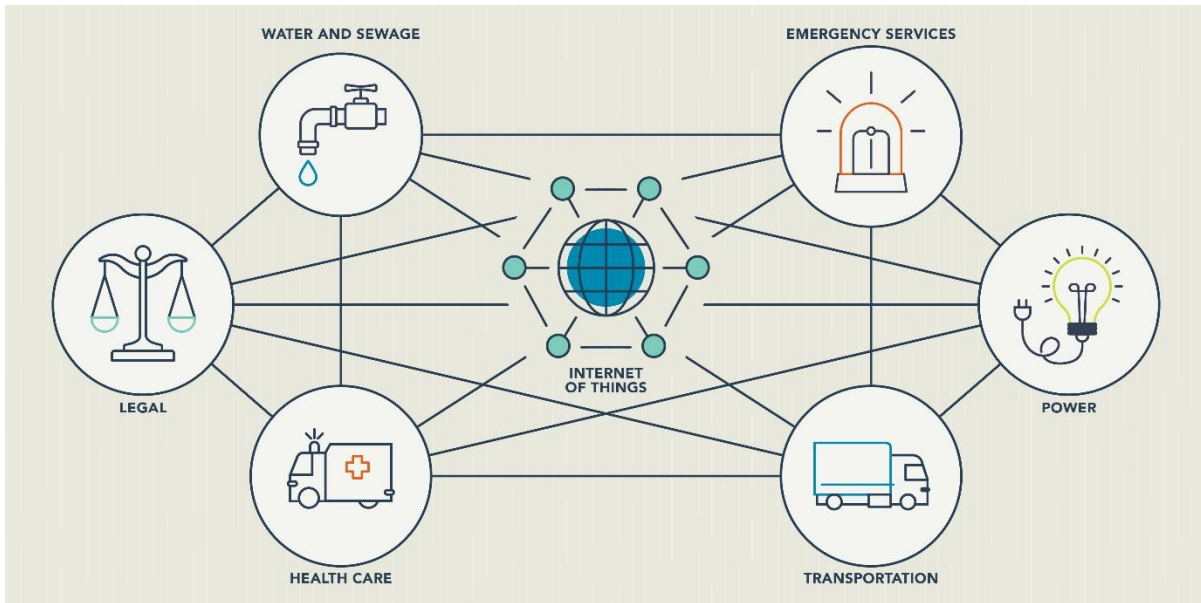 WATER AND SEWAGE
EMERGENCY SERVICES
INTERNET
OF THINGS
LEGAL
POWER
HEALTH CARE
TRANSPORTATION